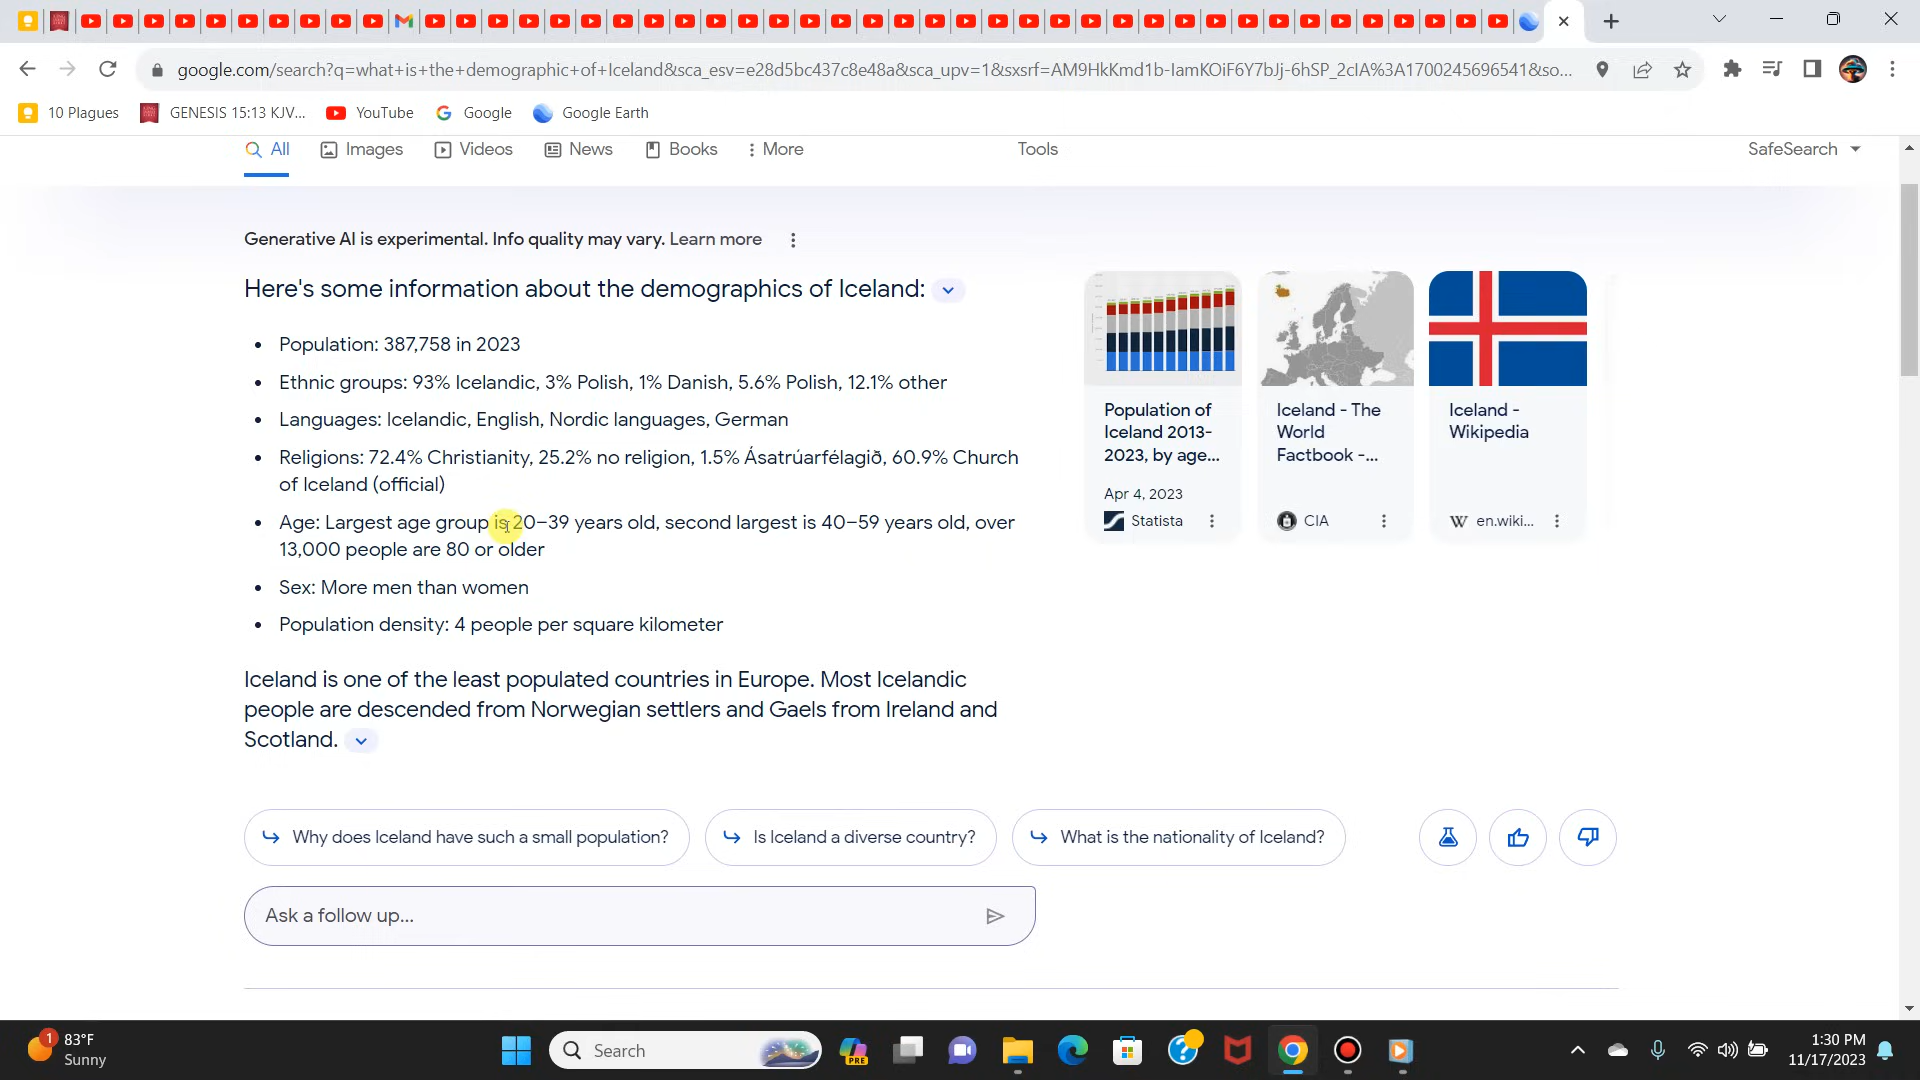 google.com/search?q=what+is+the+demographic+of+Iceland&sca_esv=e28d5bc437c8e48a&sca_upv=1&sxsrf=AM9HkKmd1b-IamKOiF6Y7bJj-6hSP_2cIA%3A1700245696541&so...
10 Plagues GENESIS 15:13 KJV... YouTube Google Google Earth
All Images Videos News Books More Tools SafeSearch
Generative AI is experimental. Info quality may vary. Learn more
Here's some information about the demographics of Iceland:
• Population: 387,758 in 2023
• Ethnic groups: 93% Icelandic, 3% Polish, 1% Danish, 5.6% Polish, 12.1% other
• Languages: Icelandic, English, Nordic languages, German
• Religions: 72.4% Christianity, 25.2% no religion, 1.5% Ásatrúarfélagið, 60.9% Church
of Iceland (official)
• Age: Largest age group is 20–39 years old, second largest is 40–59 years old, over
13,000 people are 80 or older
• Sex: More men than women
• Population density: 4 people per square kilometer
Iceland is one of the least populated countries in Europe. Most Icelandic
people are descended from Norwegian settlers and Gaels from Ireland and
Scotland.
Population of
Iceland 2013-
2023, by age...
Apr 4, 2023
Statista
Iceland - The
World
Factbook -...
CIA
Iceland -
Wikipedia
W en.wiki...
Why does Iceland have such a small population? Is Iceland a diverse country? What is the nationality of Iceland?
Ask a follow up...
1
83°F
Sunny
Search
PRE
1:30 PM
11/17/2023